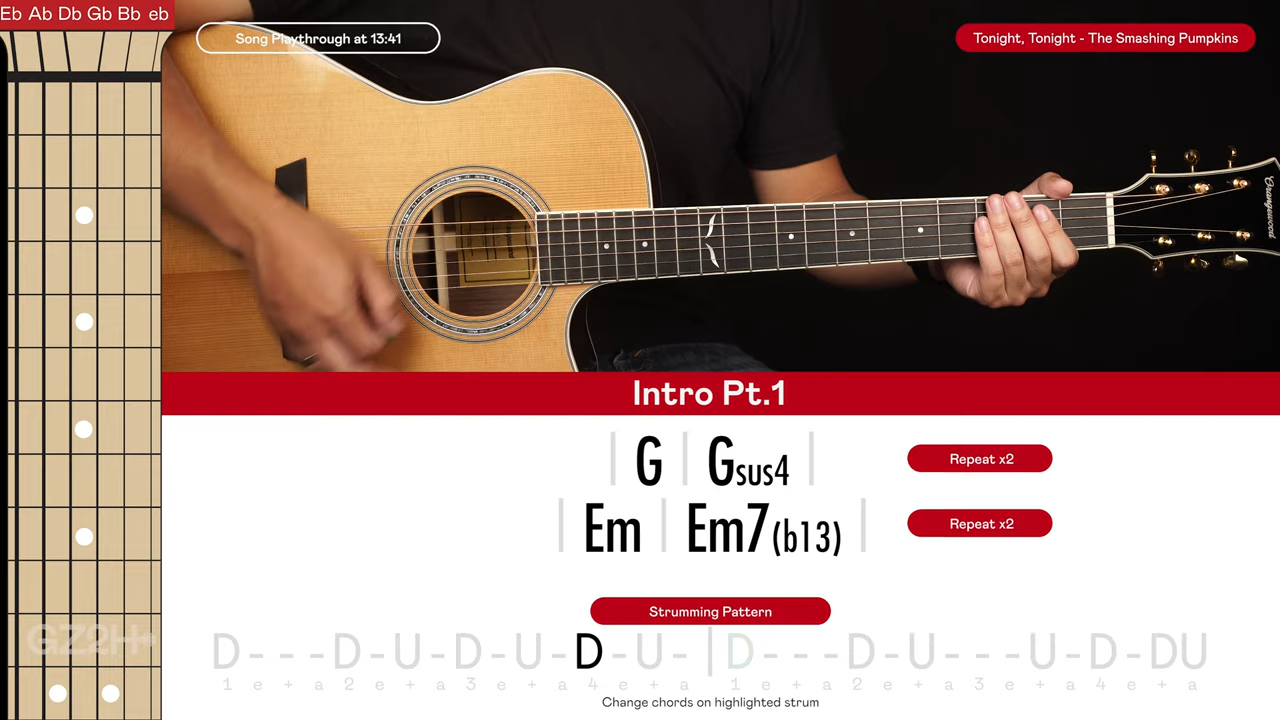 Eb Ab Db Gb Bb eb
Song Playthrough at 13:41
Tonight, Tonight - The Smashing Pumpkins
Orangewood
Intro Pt.1
| G | Gsus4 |
Repeat x2
| Em | Em7(b13) |
Repeat x2
Strumming Pattern
D - - - D - U - D - U - D - U - | D - - - D - U - - - U - D - DU
1 e + a 2 e + a 3 e + a 4 e + a 1 e + a 2 e + a 3 e + a 4 e + a
Change chords on highlighted strum
GZ2H